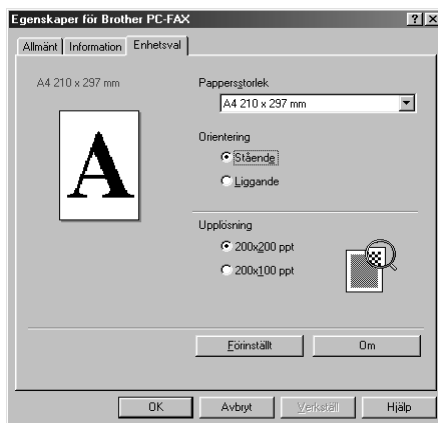 Egenskaper för Brother PC-FAX
Allmänt Information Enhetsval
A4 210 x 297 mm
Pappersstorlek
A4 210 x 297 mm
Orientering
Stående
Liggande
A
Upplösning
200x200 ppt
200x100 ppt
Förinställt Om
OK Avbryt Verkställ Hjälp